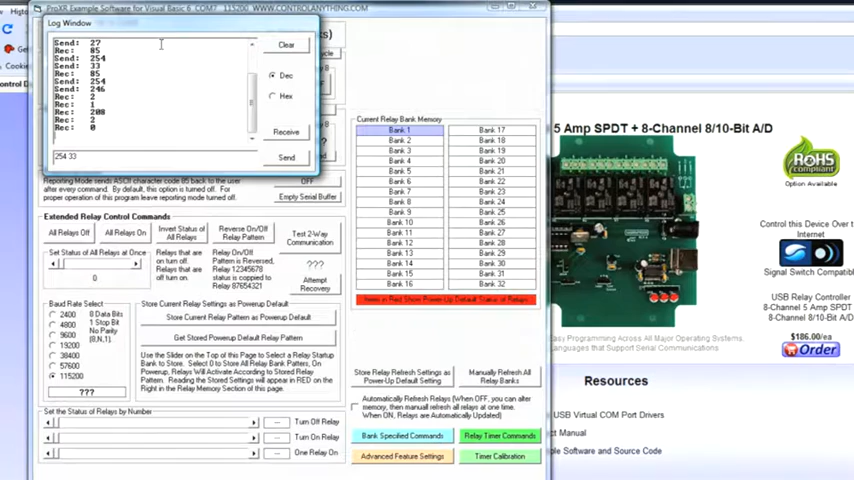 ProXR Example Software for Visual Basic 6 COM7 115200 WWW.CONTROLANYTHING.COM
Log Window
Send: 27
Rec: 85
Send: 254
Send: 33
Rec: 85
Send: 254
Send: 246
Rec: 2
Rec: 1
Rec: 208
Rec: 2
Rec: 0
254 33
Clear
Dec
Hex
Receive
Send
Reporting Mode sends ASCII character code 85 back to the
user after every command. By default, this option is turned off. For
proper operation of this program leave reporting mode turned off.
OFF
Empty Serial Buffer
Extended Relay Control Commands
All Relays Off
All Relays On
Invert Status of
All Relays
Reverse On/Off
Relay Pattern
Test 2-Way
Communication
Set Status of All Relays at Once
0
Relays that are
on turn off.
Relays that are
off turn on.
Relay On/Off
Pattern is Reversed,
Relay 12345678
status is coppied to
Relay 87654321
???
Attempt
Recovery
Baud Rate Select
2400
4800
9600
19200
38400
57600
115200
8 Data Bits
1 Stop Bit
No Parity
(8,N,1).
???
Store Current Relay Settings as Powerup Default
Store Current Relay Pattern as Powerup Default
Get Stored Powerup Default Relay Pattern
Use the Slider on the Top of this Page to Select a Relay Startup
Bank to Store. Select 0 to Store All Relay Bank Patterns, On
Powerup, Relays Will Activate According to Stored Relay
Pattern. Reading the Stored Settings will appear in RED on the
Right in the Relay Memory Section of this page.
Set the Status of Relays by Number
... Turn Off Relay
... Turn On Relay
... One Relay On
Current Relay Bank Memory
Bank 1
Bank 2
Bank 3
Bank 4
Bank 5
Bank 6
Bank 7
Bank 8
Bank 9
Bank 10
Bank 11
Bank 12
Bank 13
Bank 14
Bank 15
Bank 16
Bank 17
Bank 18
Bank 19
Bank 20
Bank 21
Bank 22
Bank 23
Bank 24
Bank 25
Bank 26
Bank 27
Bank 28
Bank 29
Bank 30
Bank 31
Bank 32
Items in Red Show Power-Up Default Status of Relays...
Store Relay Refresh Settings as
Power-Up Default Setting
Manually Refresh All
Relay Banks
Automatically Refresh Relays (When OFF, you can alter
memory, then manual refresh all relays at one time.
When ON, Relays are Automatically Updated)
Bank Specified Commands
Relay Timer Commands
Advanced Feature Settings
Timer Calibration
5 Amp SPDT + 8-Channel 8/10-Bit A/D
RoHS
compliant
Option Available
Control this Device Over t
Internet
Signal Switch Compatib
USB Relay Controller
8-Channel 5 Amp SPDT
8-Channel 8/10-Bit A/D
$186.00/ea
Order
Easy Programming Across All Major Operating Systems
Languages that Support Serial Communication
Resources
USB Virtual COM Port Drivers
ct Manual
le Software and Source Code